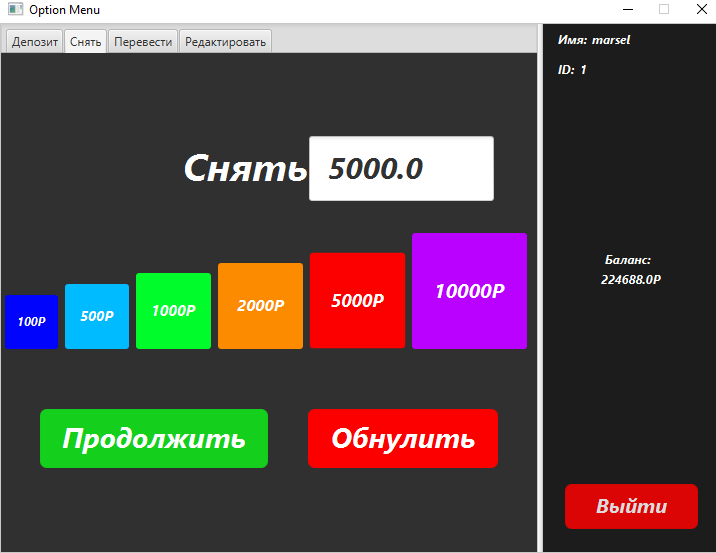 Option Menu
Депозит Снять Перевести Редактировать
Имя: marsel
ID: 1
Снять 5000.0
Баланс:
224688.0Р
100Р 500Р 1000Р 2000Р 5000Р 10000Р
Продолжить Обнулить
Выйти